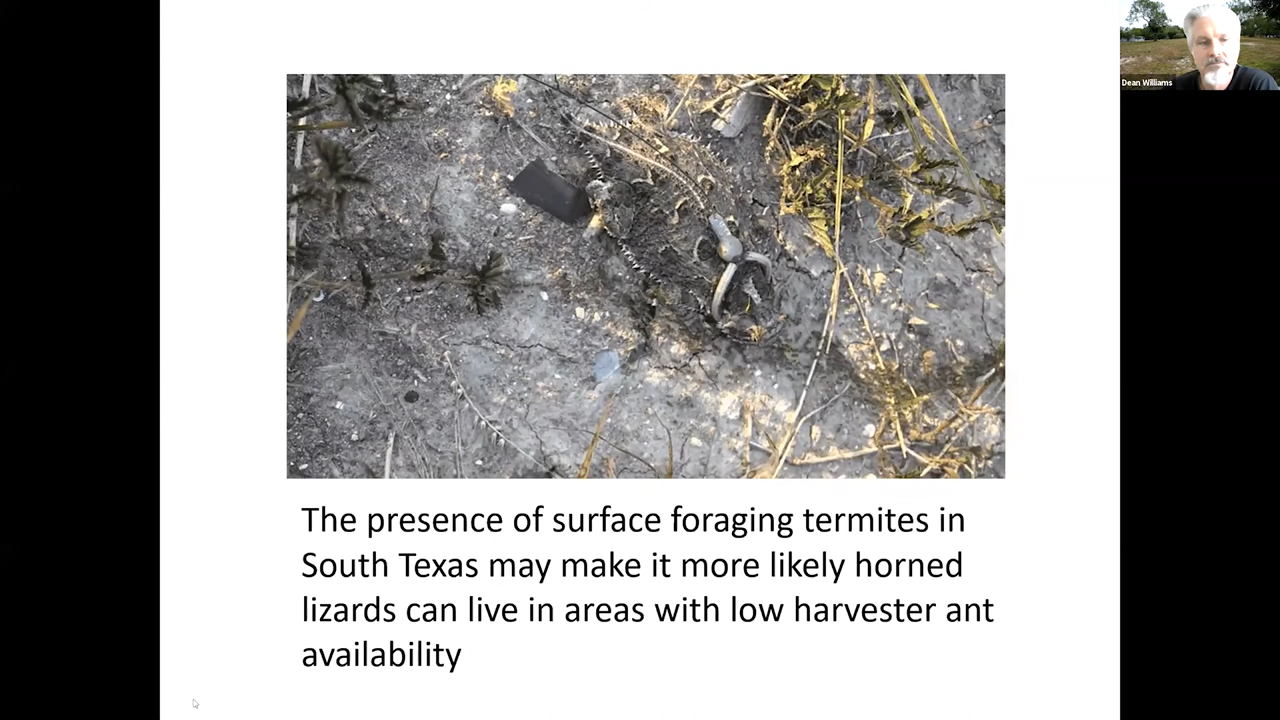 Dean Williams
The presence of surface foraging termites in
South Texas may make it more likely horned
lizards can live in areas with low harvester ant
availability